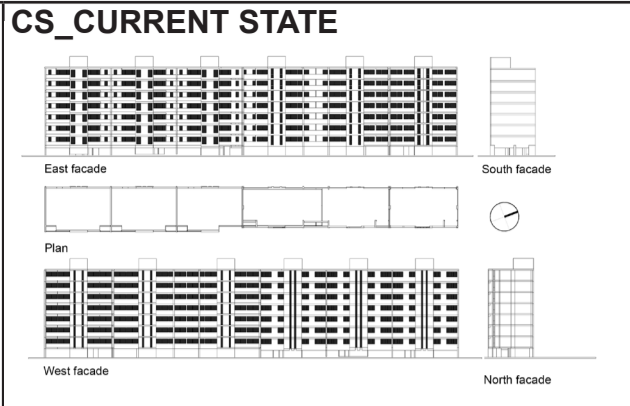 CS_CURRENT STATE
East facade
South facade
Plan
West facade
North facade